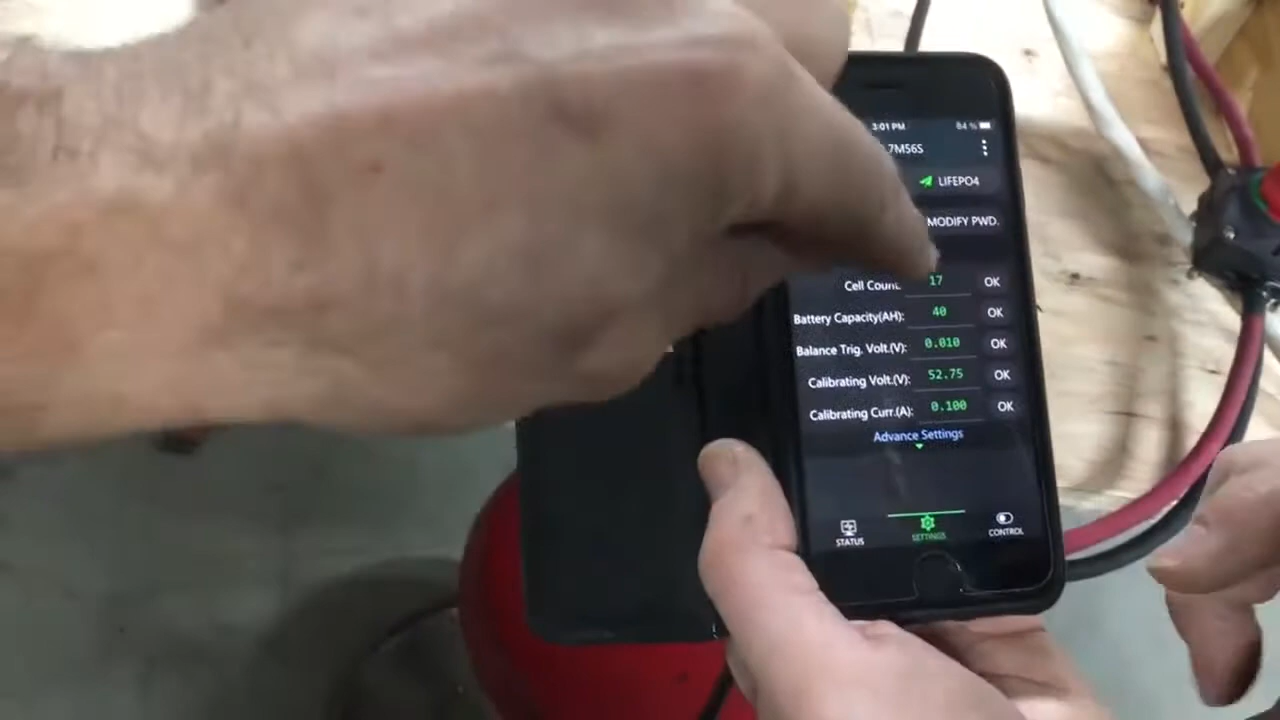 3:01 PM 84 %
LIFEPO4
MODIFY PWD.
Cell Count: 17 OK
Battery Capacity(AH): 40 OK
Balance Trig. Volt.(V): 0.010 OK
Calibrating Volt.(V): 52.75 OK
Calibrating Curr.(A): 0.100 OK
Advance Settings
STATUS SETTINGS CONTROL